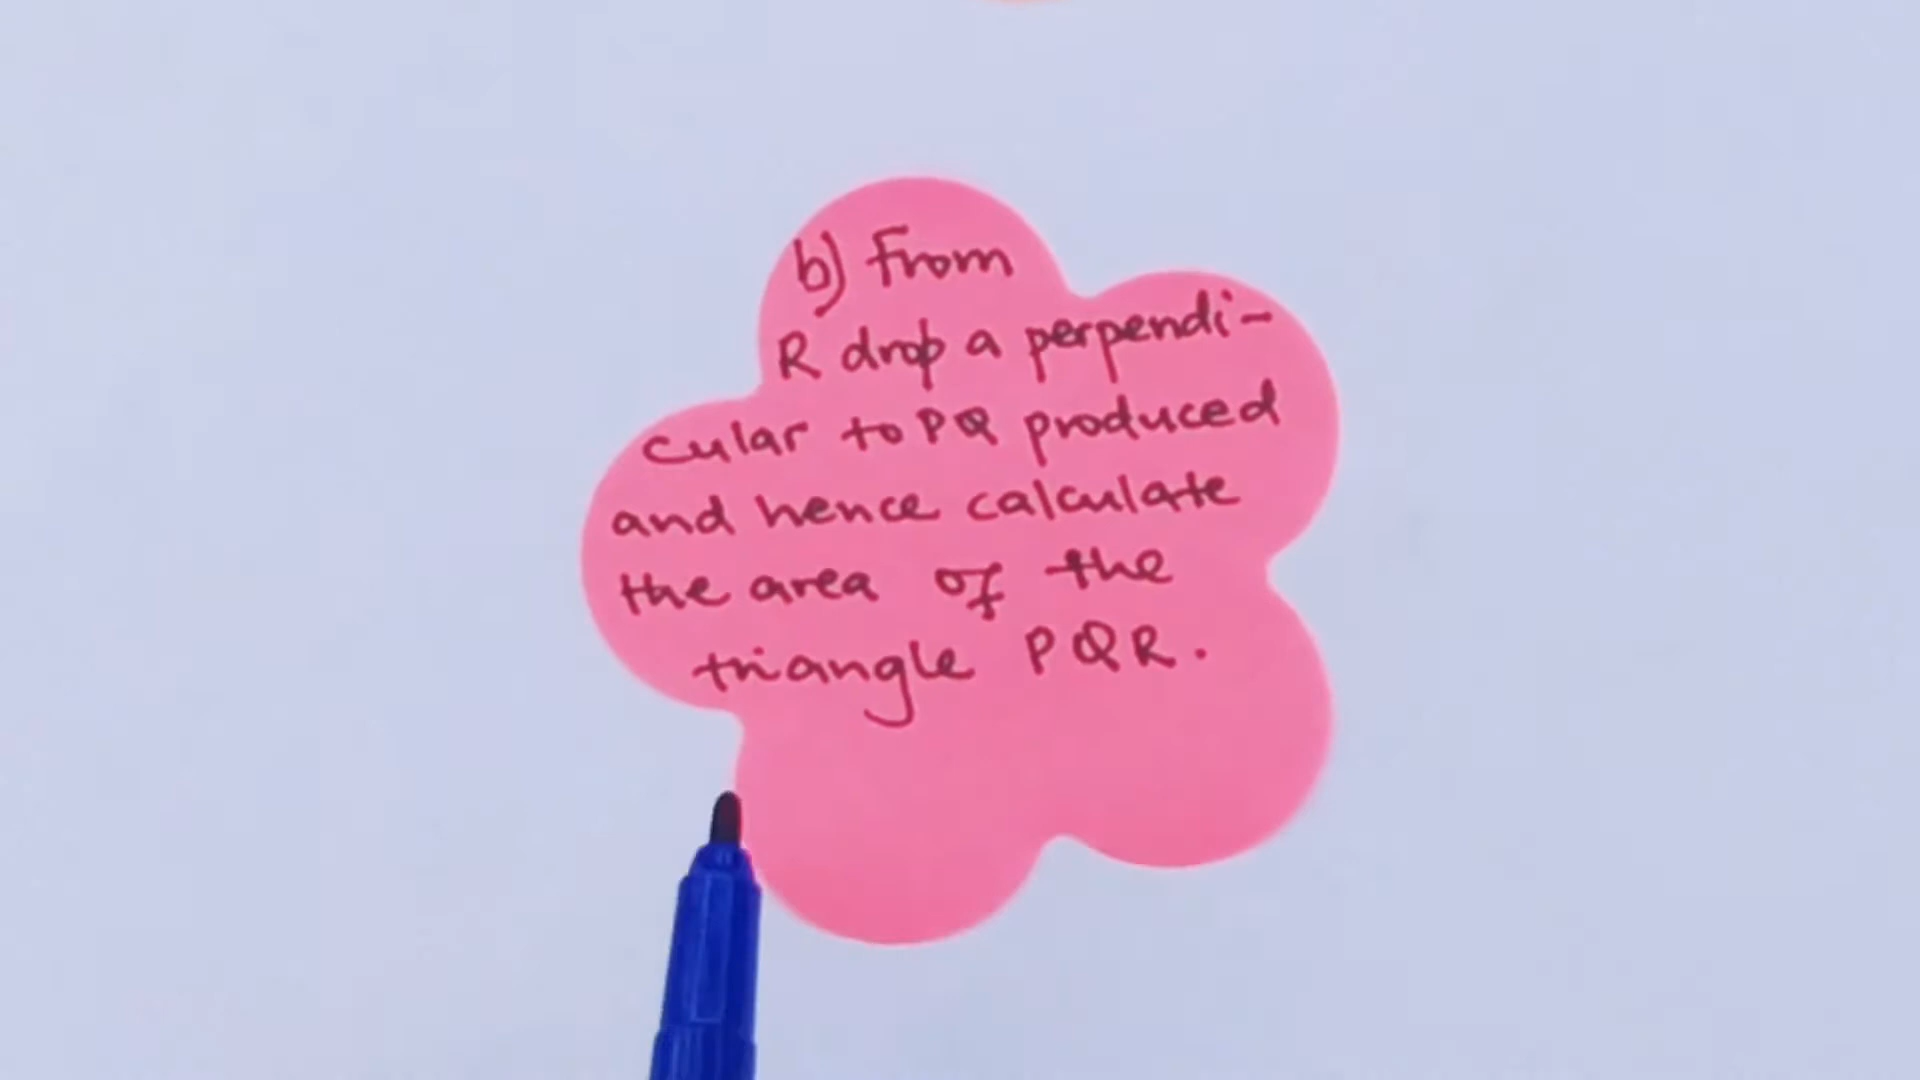 b) From
R drop a perpendi-
cular to PQ produced
and hence calculate
the area of the
triangle PQR.